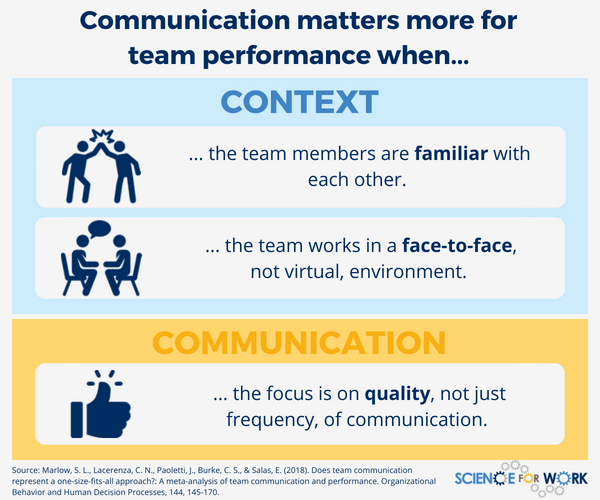 Communication matters more for
team performance when...
CONTEXT
... the team members are familiar with
each other.
... the team works in a face-to-face,
not virtual, environment.
COMMUNICATION
... the focus is on quality, not just
frequency, of communication.
Source: Marlow, S. L., Lacerenza, C. N., Paoletti, J., Burke, C. S., & Salas, E. (2018). Does team communication
represent a one-size-fits-all approach?: A meta-analysis of team communication and performance. Organizational
Behavior and Human Decision Processes, 144, 145-170.
SCIENCE FOR WORK